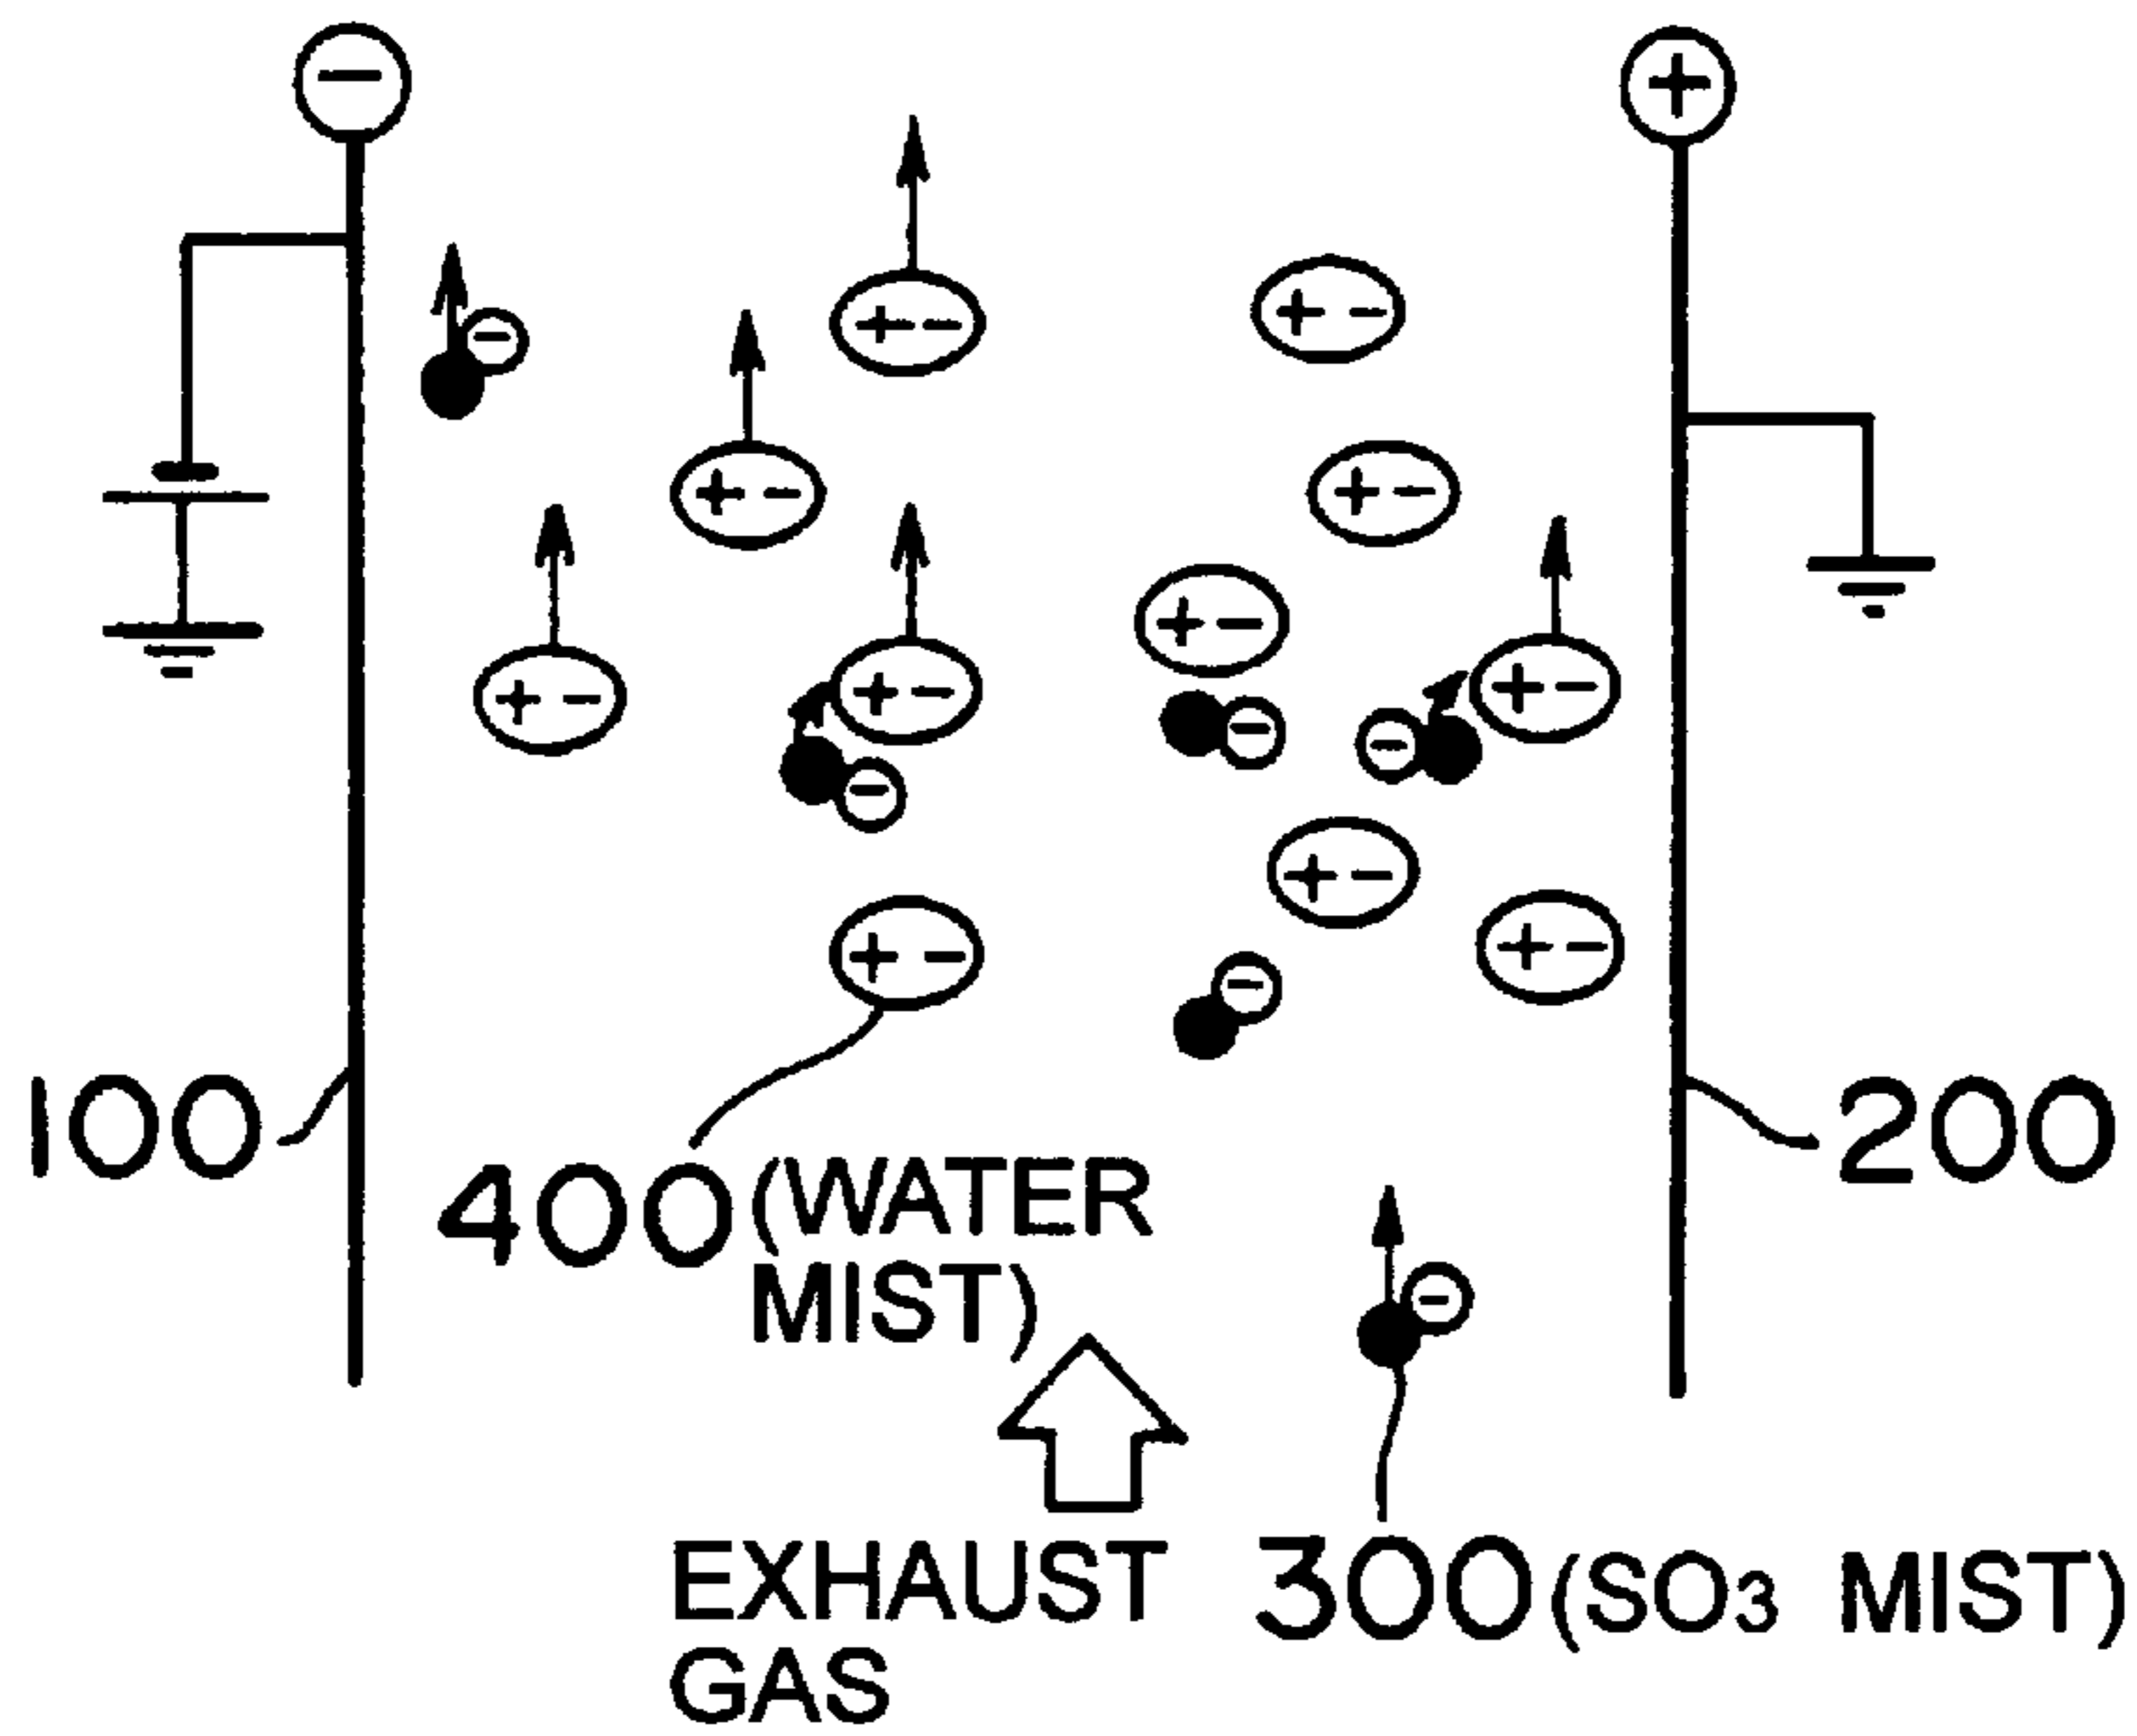 100
200
400 (WATER
MIST)
EXHAUST
GAS
300 (SO3 MIST)